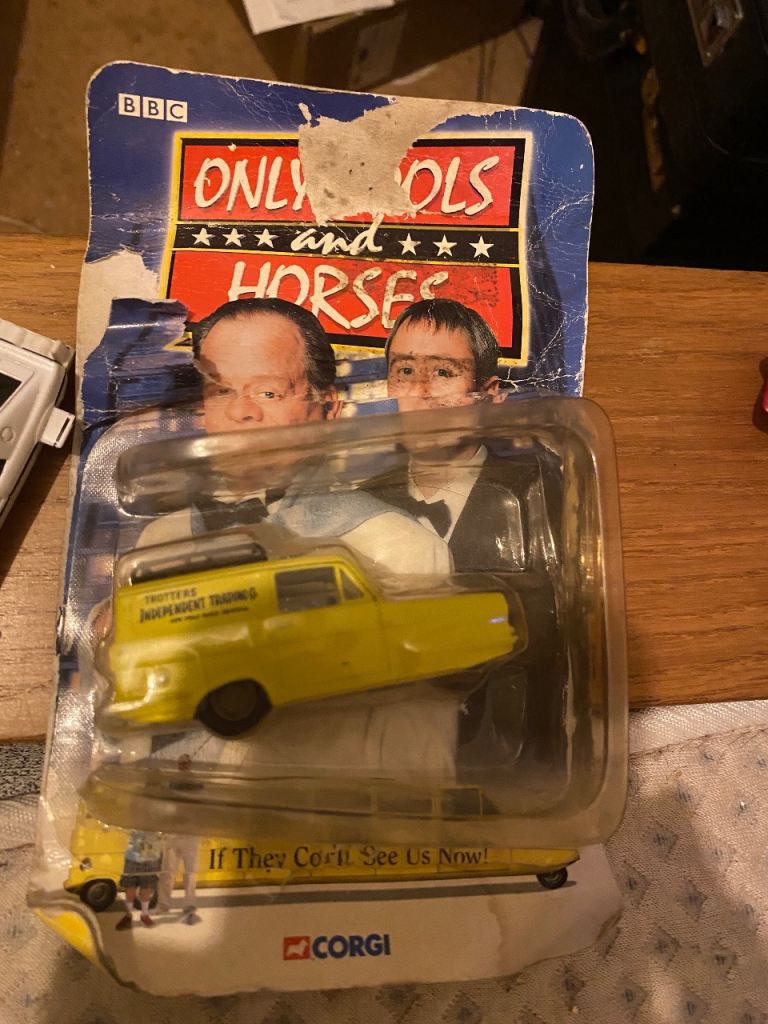 BBC
ONLY OLS
and
HORSES
TROTTERS
INDEPENDENT TRADING
If They Could See Us Now!
CORGI